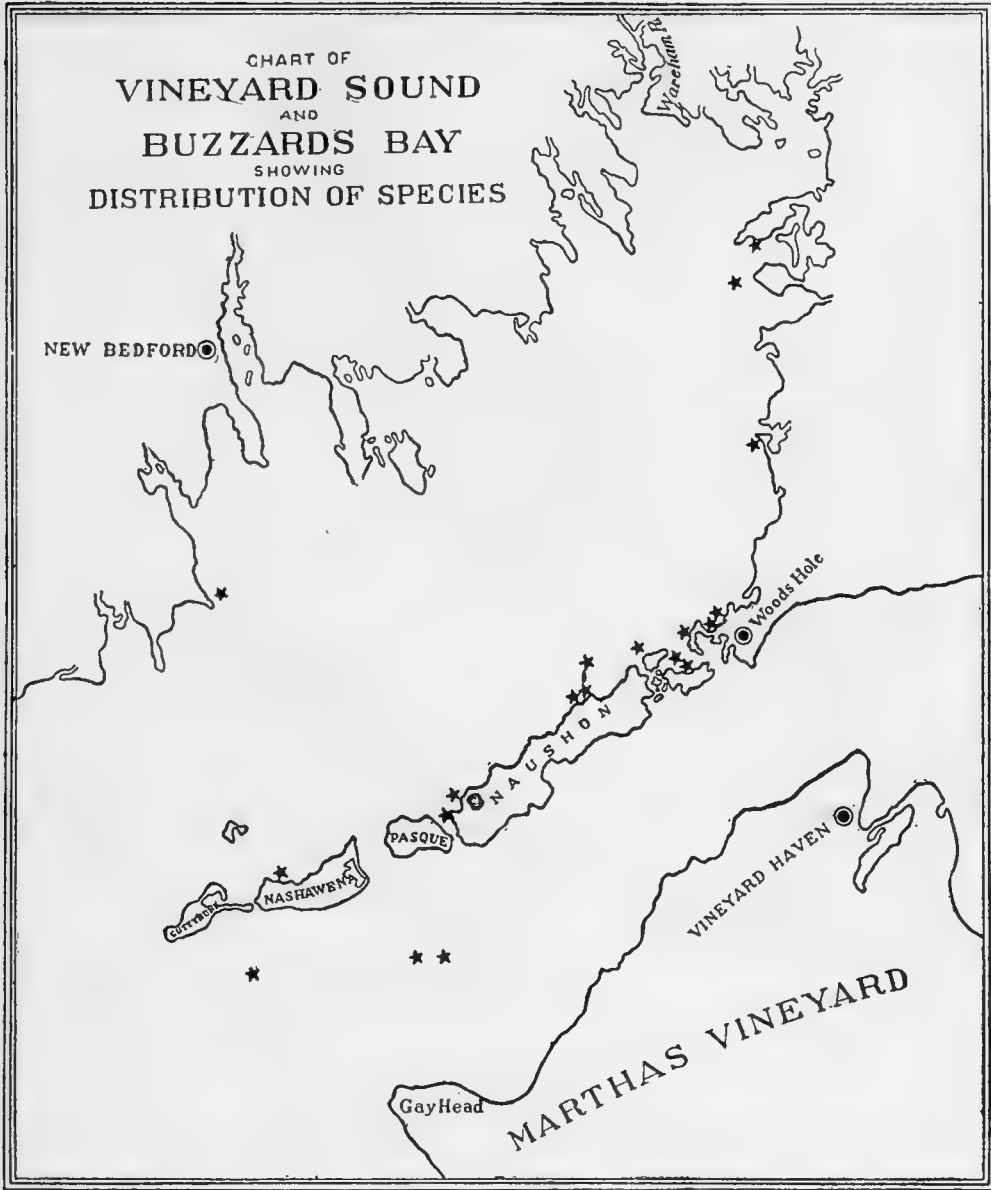 CHART OF
VINEYARD SOUND
AND
BUZZARDS BAY
SHOWING
DISTRIBUTION OF SPECIES
Wareham R.
NEW BEDFORD
Woods Hole
NAUSHON
PASQUE
NASHAWENA
CUTTYHUNK
VINEYARD HAVEN
MARTHAS VINEYARD
Gay Head